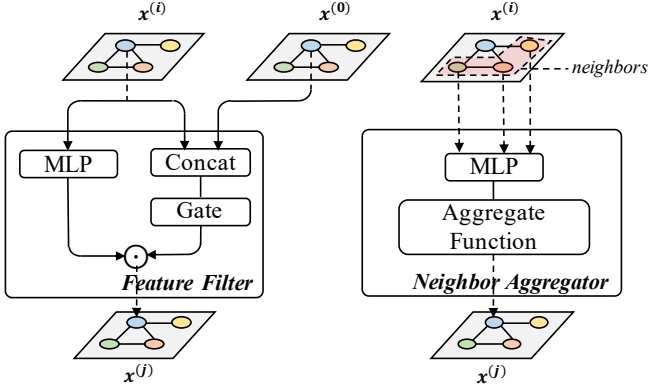 x^(i)
x^(0)
x^(i)
neighbors
MLP
Concat
Gate
Feature Filter
x^(j)
MLP
Aggregate
Function
Neighbor Aggregator
x^(j)